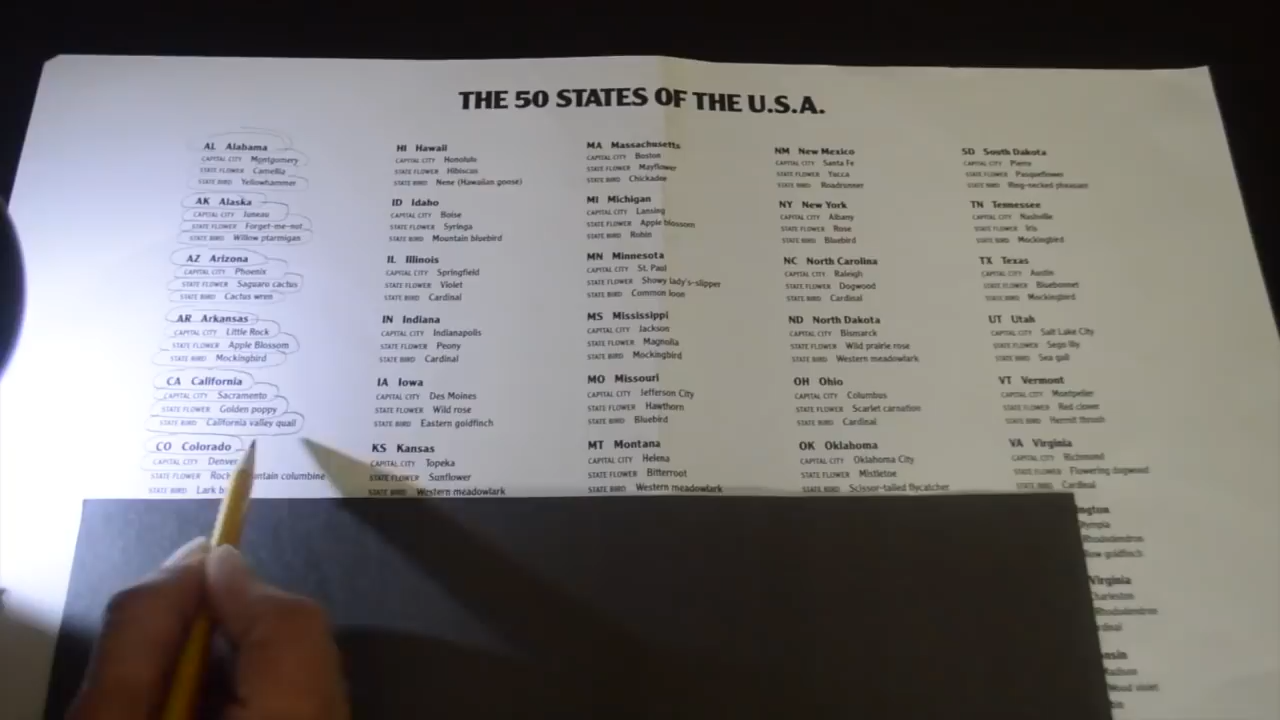 THE 50 STATES OF THE U.S.A.
AL Alabama
CAPITAL CITY Montgomery
STATE FLOWER Camellia
STATE BIRD Yellowhammer
AK Alaska
CAPITAL CITY Juneau
STATE FLOWER Forget-me-not
STATE BIRD Willow ptarmigan
AZ Arizona
CAPITAL CITY Phoenix
STATE FLOWER Saguaro cactus
STATE BIRD Cactus wren
AR Arkansas
CAPITAL CITY Little Rock
STATE FLOWER Apple Blossom
STATE BIRD Mockingbird
CA California
CAPITAL CITY Sacramento
STATE FLOWER Golden poppy
STATE BIRD California valley quail
CO Colorado
CAPITAL CITY Denver
STATE FLOWER columbine
STATE BIRD Lark
HI Hawaii
CAPITAL CITY Honolulu
STATE FLOWER Hibiscus
STATE BIRD Nene (Hawaiian goose)
ID Idaho
CAPITAL CITY Boise
STATE FLOWER Syringa
STATE BIRD Mountain bluebird
IL Illinois
CAPITAL CITY Springfield
STATE FLOWER Violet
STATE BIRD Cardinal
IN Indiana
CAPITAL CITY Indianapolis
STATE FLOWER Peony
STATE BIRD Cardinal
IA Iowa
CAPITAL CITY Des Moines
STATE FLOWER Wild rose
STATE BIRD Eastern goldfinch
KS Kansas
CAPITAL CITY Topeka
STATE FLOWER Sunflower
STATE BIRD Western meadowlark
MA Massachusetts
CAPITAL CITY Boston
STATE FLOWER Mayflower
STATE BIRD Chickadee
MI Michigan
CAPITAL CITY Lansing
STATE FLOWER Apple blossom
STATE BIRD Robin
MN Minnesota
CAPITAL CITY St. Paul
STATE FLOWER Showy lady's-slipper
STATE BIRD Common loon
MS Mississippi
CAPITAL CITY Jackson
STATE FLOWER Magnolia
STATE BIRD Mockingbird
MO Missouri
CAPITAL CITY Jefferson City
STATE FLOWER Hawthorn
STATE BIRD Bluebird
MT Montana
CAPITAL CITY Helena
STATE FLOWER Bitterroot
STATE BIRD Western meadowlark
NM New Mexico
CAPITAL CITY Santa Fe
STATE FLOWER Yucca
STATE BIRD Roadrunner
NY New York
CAPITAL CITY Albany
STATE FLOWER Rose
STATE BIRD Bluebird
NC North Carolina
CAPITAL CITY Raleigh
STATE FLOWER Dogwood
STATE BIRD Cardinal
ND North Dakota
CAPITAL CITY Bismarck
STATE FLOWER Wild prairie rose
STATE BIRD Western meadowlark
OH Ohio
CAPITAL CITY Columbus
STATE FLOWER Scarlet carnation
STATE BIRD Cardinal
OK Oklahoma
CAPITAL CITY Oklahoma City
STATE FLOWER Mistletoe
STATE BIRD Scissor-tailed flycatcher
SD South Dakota
CAPITAL CITY Pierre
STATE FLOWER Pasqueflower
STATE BIRD Ring-necked pheasant
TN Tennessee
CAPITAL CITY Nashville
STATE FLOWER Iris
STATE BIRD Mockingbird
TX Texas
CAPITAL CITY Austin
STATE FLOWER Bluebonnet
STATE BIRD Mockingbird
UT Utah
CAPITAL CITY Salt Lake City
STATE FLOWER Sego lily
STATE BIRD Sea gull
VT Vermont
CAPITAL CITY Montpelier
STATE FLOWER Red clover
STATE BIRD Hermit thrush
VA Virginia
CAPITAL CITY Richmond
STATE FLOWER Flowering dogwood
STATE BIRD Cardinal
Rhododendron
goldfinch
Virginia
Charleston
Rhododendron
Madison
Wood violet